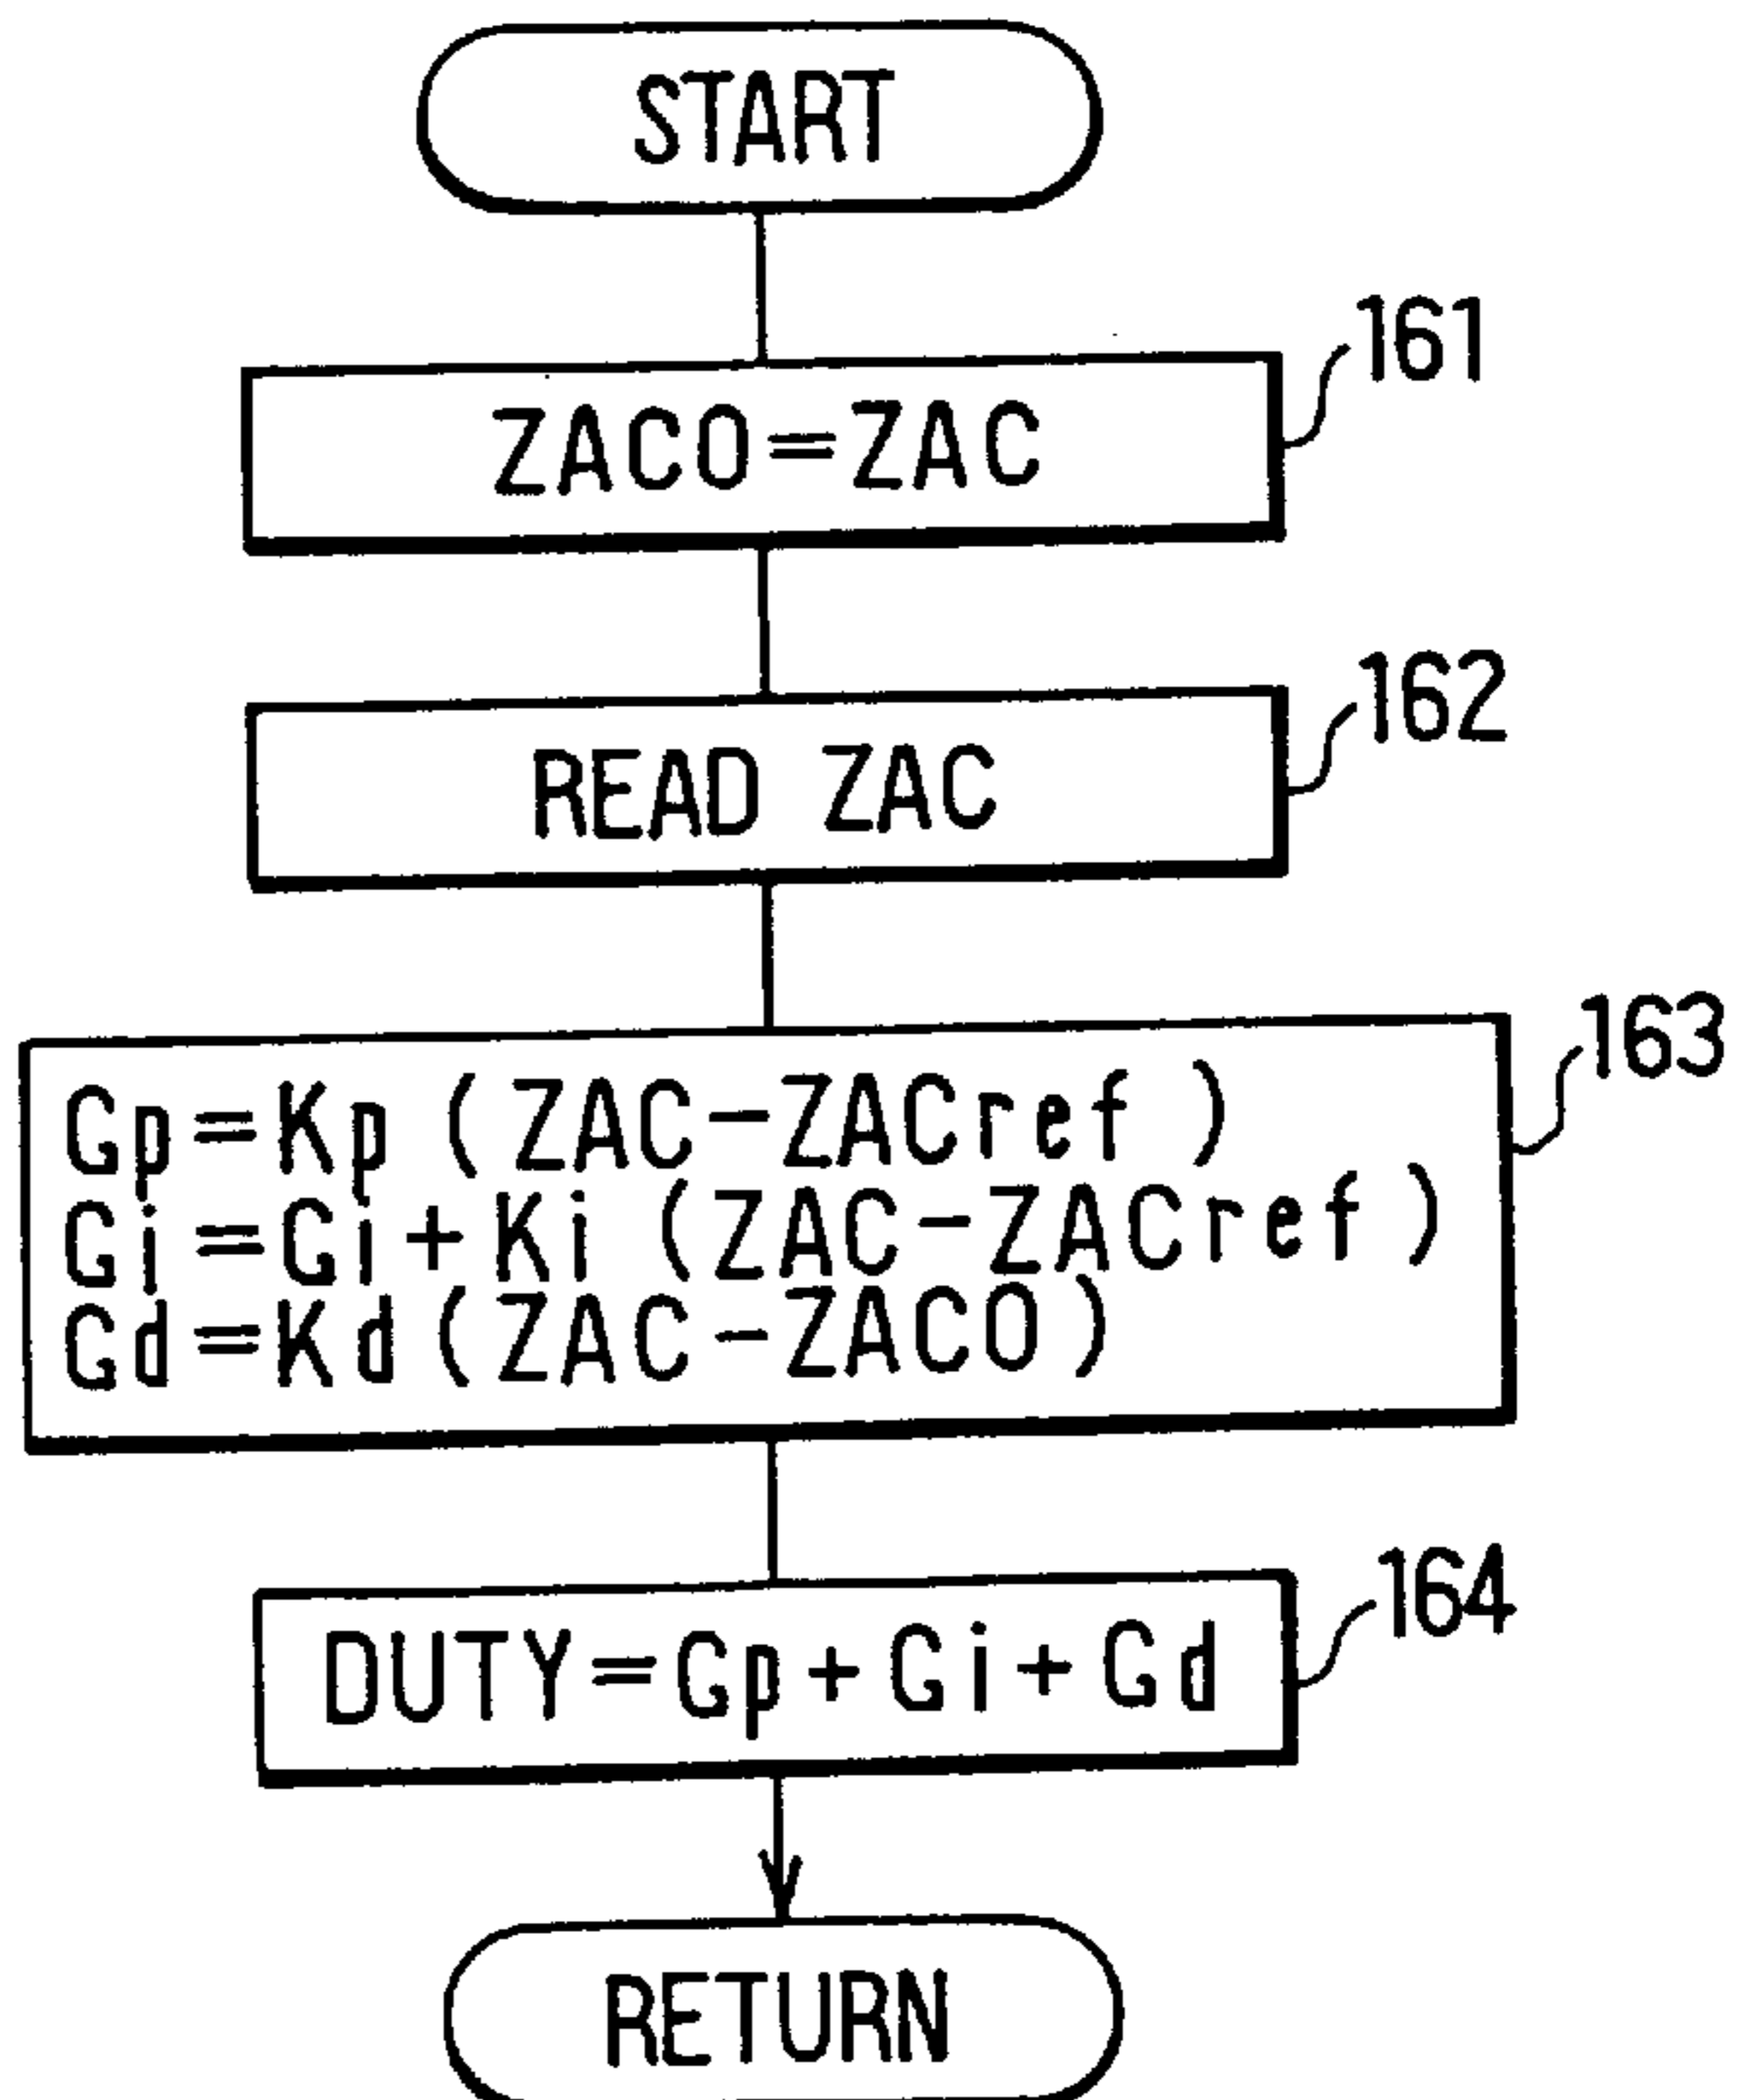 START
161
ZACO=ZAC
162
READ ZAC
163
Gp=Kp (ZAC-ZACref)
Gi=Gi+Ki (ZAC-ZACref)
Gd=Kd (ZAC-ZACO)
164
DUTY=Gp+Gi+Gd
RETURN